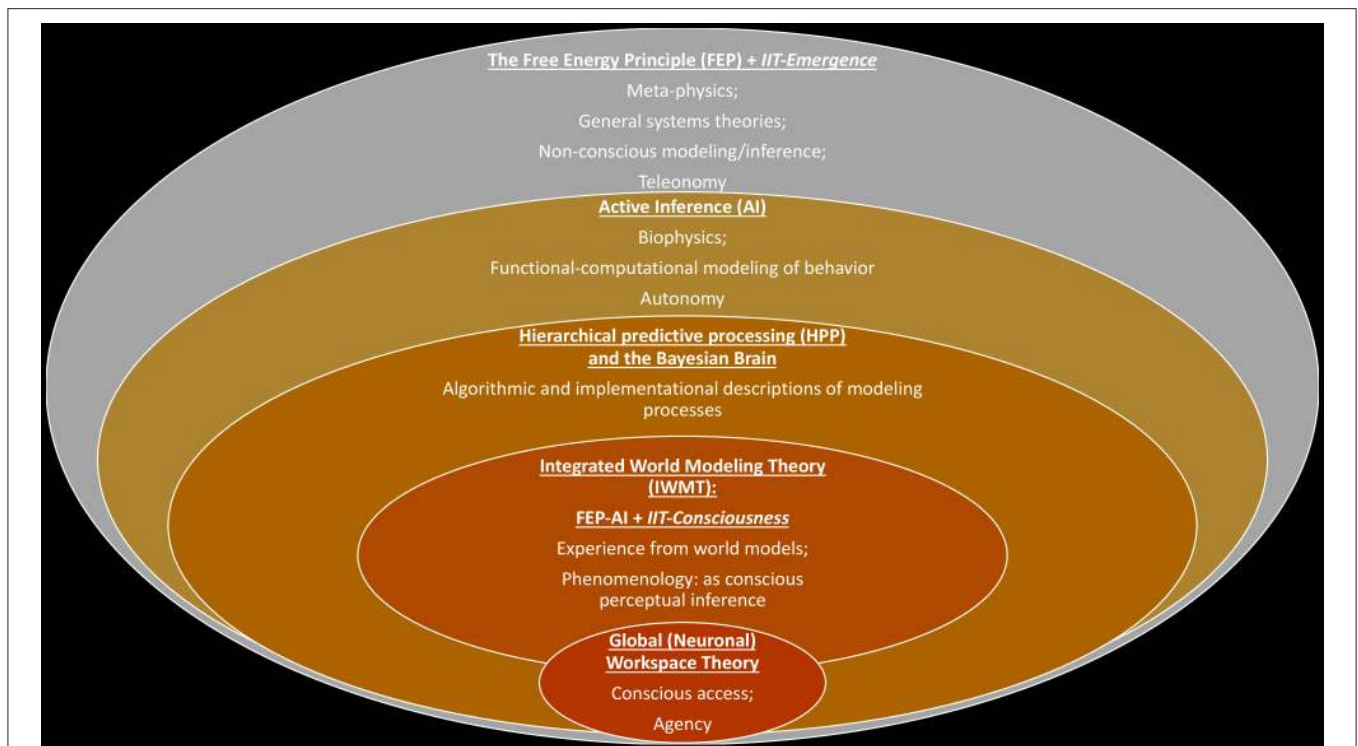 The Free Energy Principle (FEP) + IIT-Emergence
Meta-physics;
General systems theories;
Non-conscious modeling/inference;
Teleonomy
Active Inference (AI)
Biophysics;
Functional-computational modeling of behavior
Autonomy
Hierarchical predictive processing (HPP)
and the Bayesian Brain
Algorithmic and implementational descriptions of modeling
processes
Integrated World Modeling Theory
(IWMT):
FEP-AI + IIT-Consciousness
Experience from world models;
Phenomenology: as conscious
perceptual inference
Global (Neuronal)
Workspace Theory
Conscious access;
Agency